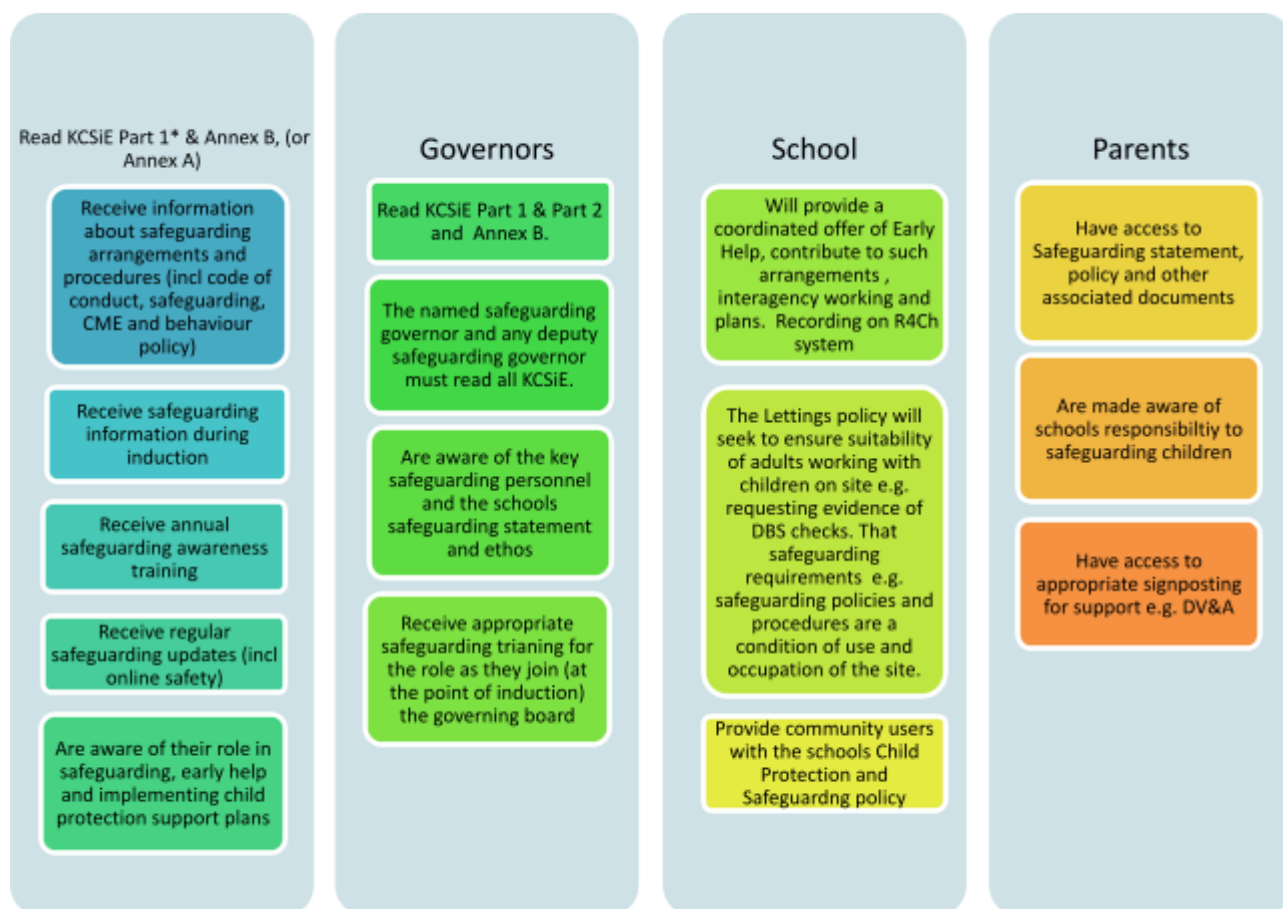 Read KCSiE Part 1* & Annex B, (or
Annex A)
Receive information
about safeguarding
arrangements and
procedures (incl code of
conduct, safeguarding,
CME and behaviour
policy)
Receive safeguarding
information during
induction
Receive annual
safeguarding awareness
training
Receive regular
safeguarding updates (incl
online safety)
Are aware of their role in
safeguarding, early help
and implementing child
protection support plans
Governors
Read KCSiE Part 1 & Part 2
and Annex B.
The named safeguarding
governor and any deputy
safeguarding governor
must read all KCSiE.
Are aware of the key
safeguarding personnel
and the schools
safeguarding statement
and ethos
Receive appropriate
safeguarding trianing for
the role as they join (at
the point of induction)
the governing board
School
Will provide a
coordinated offer of Early
Help, contribute to such
arrangements ,
interagency working and
plans. Recording on R4Ch
system
The Lettings policy will
seek to ensure suitability
of adults working with
children on site e.g.
requesting evidence of
DBS checks. That
safeguarding
requirements e.g.
safeguarding policies and
procedures are a
condition of use and
occupation of the site.
Provide community users
with the schools Child
Protection and
Safeguardng policy
Parents
Have access to
Safeguarding statement,
policy and other
associated documents
Are made aware of
schools responsibiltiy to
safeguarding children
Have access to
appropriate signposting
for support e.g. DV&A